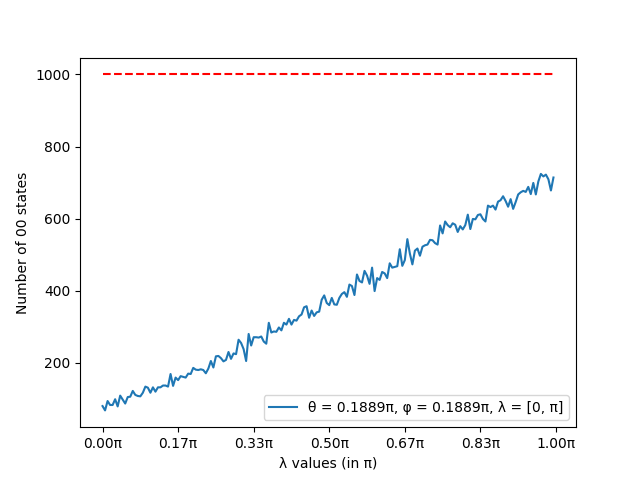 1000
800
600
400
200
Number of 00 states
θ = 0.1889π, φ = 0.1889π, λ = [0, π]
0.00π 0.17π 0.33π 0.50π 0.67π 0.83π 1.00π
λ values (in π)